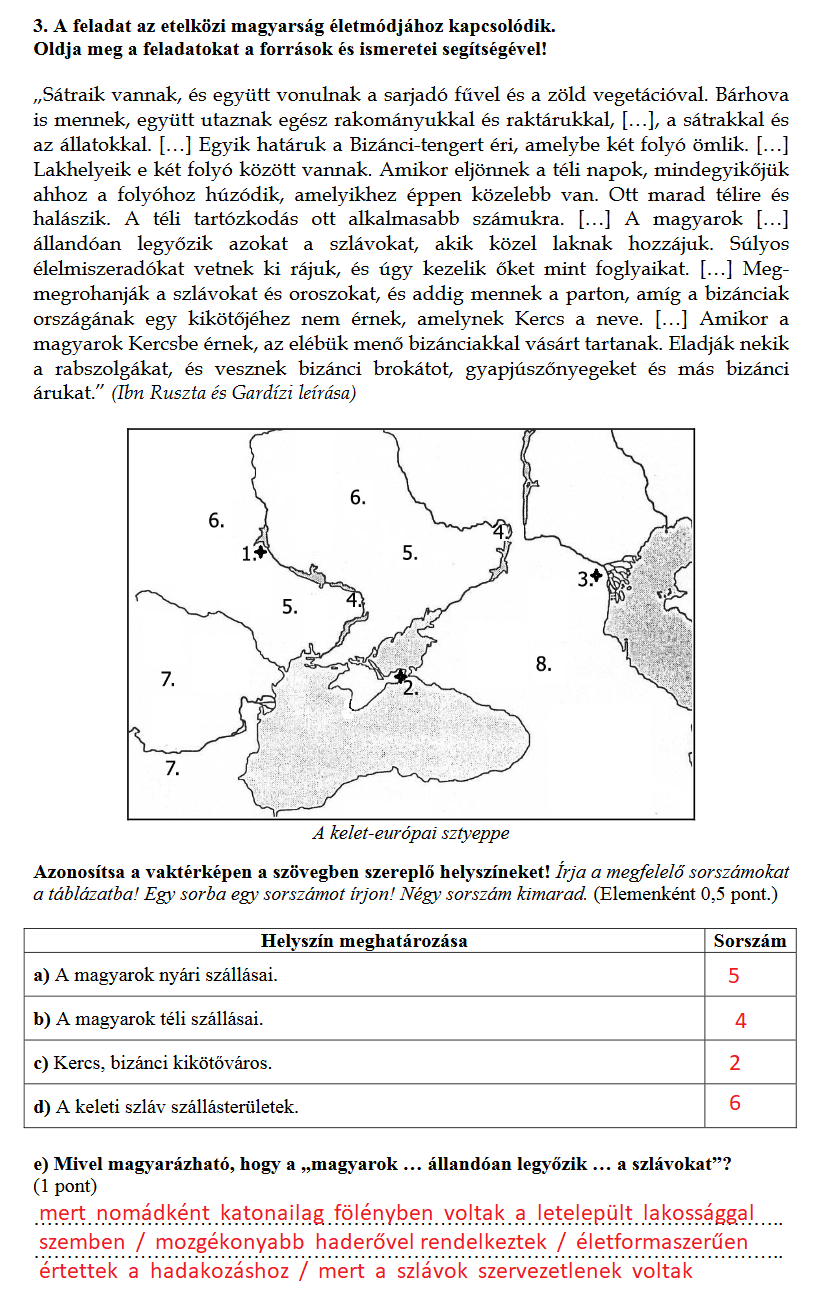 3. A feladat az etelközi magyarság életmódjához kapcsolódik.
Oldja meg a feladatokat a források és ismeretei segítségével!
„Sátraik vannak, és együtt vonulnak a sarjadó fűvel és a zöld vegetációval. Bárhova
is mennek, együtt utaznak egész rakományukkal és raktárukkal, […], a sátrakkal és
az állatokkal. […] Egyik határuk a Bizánci-tengert éri, amelybe két folyó ömlik. […]
Lakhelyeik e két folyó között vannak. Amikor eljönnek a téli napok, mindegyikőjük
ahhoz a folyóhoz húzódik, amelyikhez éppen közelebb van. Ott marad télire és
halászik. A téli tartózkodás ott alkalmasabb számukra. […] A magyarok […]
állandóan legyőzik azokat a szlávokat, akik közel laknak hozzájuk. Súlyos
élelmiszeradókat vetnek ki rájuk, és úgy kezelik őket mint foglyaikat. […] Meg-
megrohanják a szlávokat és oroszokat, és addig mennek a parton, amíg a bizánciak
országának egy kikötőjéhez nem érnek, amelynek Kercs a neve. […] Amikor a
magyarok Kercsbe érnek, az elébük menő bizánciakkal vásárt tartanak. Eladják nekik
a rabszolgákat, és vesznek bizánci brokátot, gyapjúszőnyegeket és más bizánci
árukat.” (Ibn Ruszta és Gardízi leírása)
6.
6.
4.
1.
5.
3.
5.
4.
7.
8.
2.
7.
A kelet-európai sztyeppe
Azonosítsa a vaktérképen a szövegben szereplő helyszíneket! Írja a megfelelő sorszámokat
a táblázatba! Egy sorba egy sorszámot írjon! Négy sorszám kimarad. (Elemenként 0,5 pont.)
Helyszín meghatározása Sorszám
a) A magyarok nyári szállásai. 5
b) A magyarok téli szállásai. 4
c) Kercs, bizánci kikötőváros. 2
d) A keleti szláv szállásterületek. 6
e) Mivel magyarázható, hogy a „magyarok … állandóan legyőzik … a szlávokat”?
(1 pont)
mert nomádként katonailag fölényben voltak a letelepült lakossággal
szemben / mozgékonyabb haderővel rendelkeztek / életformaszerűen
értettek a hadakozáshoz / mert a szlávok szervezetlenek voltak